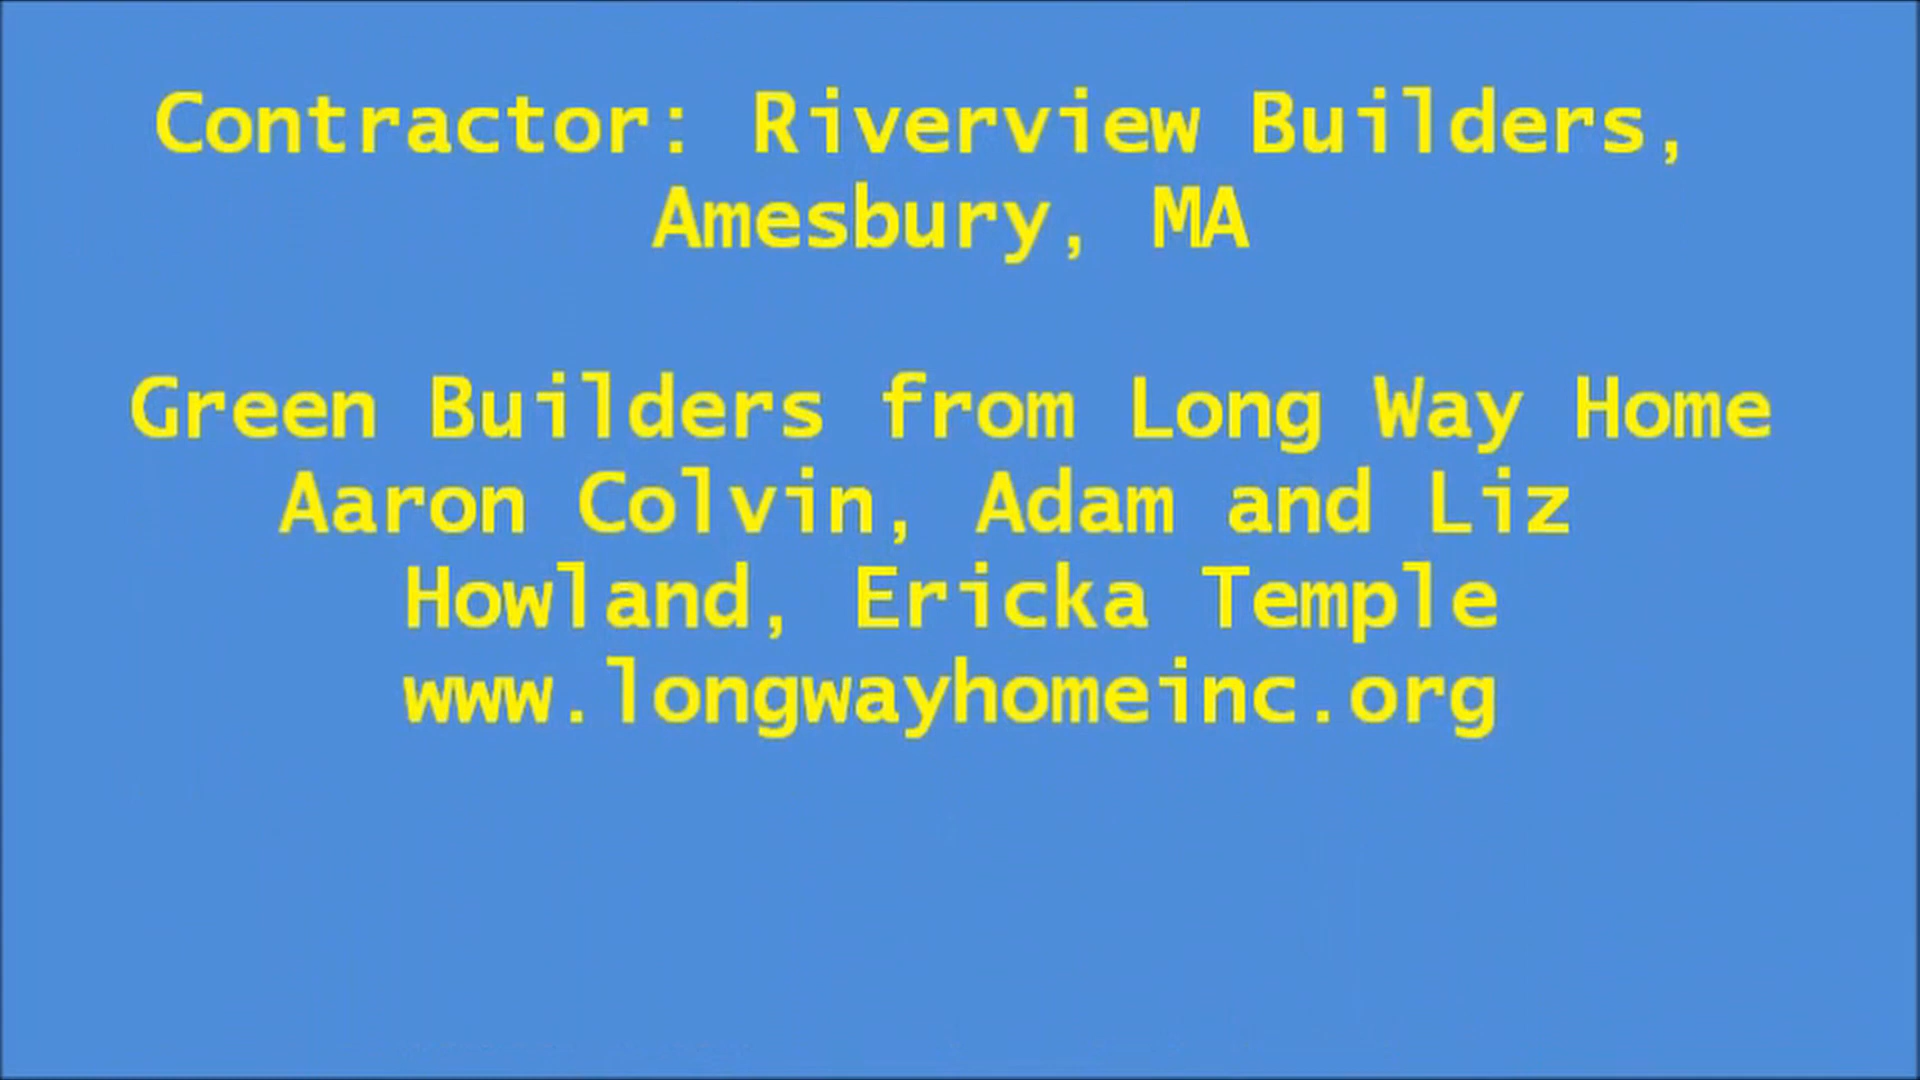 Contractor: Riverview Builders,
Amesbury, MA
Green Builders from Long Way Home
Aaron Colvin, Adam and Liz
Howland, Ericka Temple
www.longwayhomeinc.org